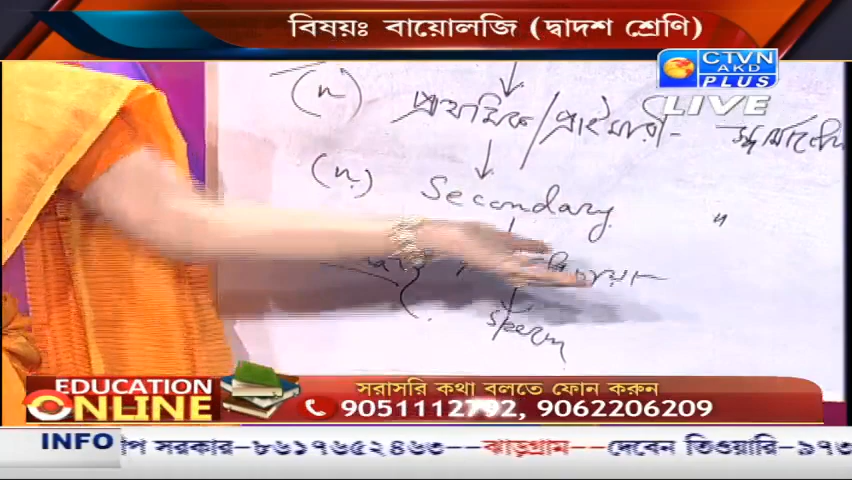 বিষয়ঃ বায়োলজি (দ্বাদশ শ্রেণি)
CTVN
AKD
PLUS
LIVE
(n) প্রাথমিক/প্রাইমারী-
(n) Secondary "
Sperm
EDUCATION
ONLINE
সরাসরি কথা বলতে ফোন করুন
9051112792, 9062206209
INFO
সরকার-৮৬১৭৬৫২৪৬৩--ঝাড়গ্রাম--দেবেন তিওয়ারি-৯৭৩